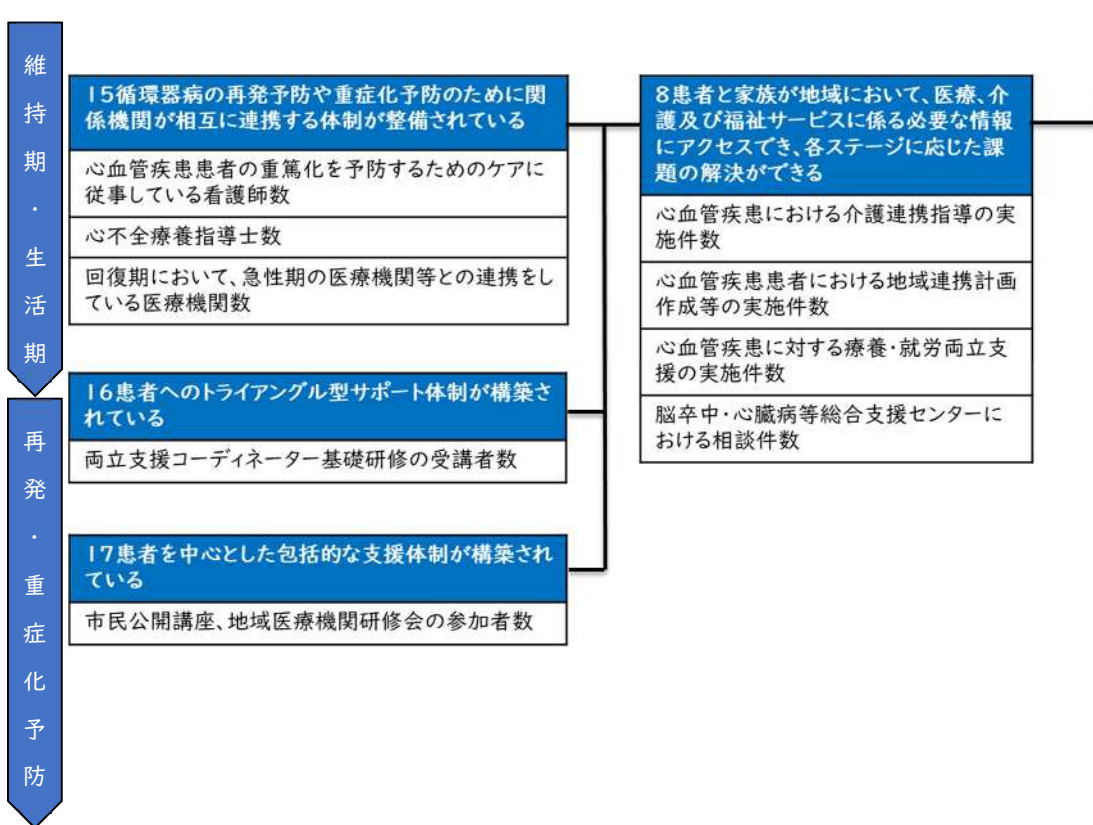 維持期・生活期
再発・重症化予防
15循環器病の再発予防や重症化予防のために関
係機関が相互に連携する体制が整備されている
心血管疾患患者の重篤化を予防するためのケアに
従事している看護師数
心不全療養指導士数
回復期において、急性期の医療機関等との連携をし
ている医療機関数
16患者へのトライアングル型サポート体制が構築さ
れている
両立支援コーディネーター基礎研修の受講者数
17患者を中心とした包括的な支援体制が構築され
ている
市民公開講座、地域医療機関研修会の参加者数
8患者と家族が地域において、医療、介
護及び福祉サービスに係る必要な情報
にアクセスでき、各ステージに応じた課
題の解決ができる
心血管疾患における介護連携指導の実
施件数
心血管疾患患者における地域連携計画
作成等の実施件数
心血管疾患に対する療養・就労両立支
援の実施件数
脳卒中・心臓病等総合支援センターに
おける相談件数